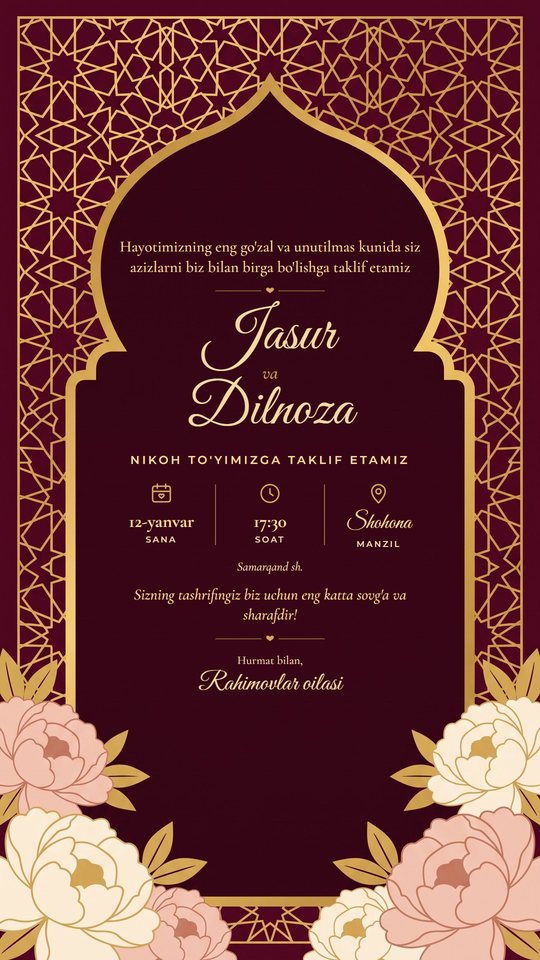 Hayotimizning eng go'zal va unutilmas kunida siz
azizlarni biz bilan birga bo'lishga taklif etamiz
Jasur
va
Dilnoza
NIKOH TO'YIMIZGA TAKLIF ETAMIZ
12-yanvar
SANA
17:30
SOAT
Shohona
MANZIL
Samarqand sh.
Sizning tashrifingiz biz uchun eng katta sovg'a va
sharafdir!
Hurmat bilan,
Rahimovlar oilasi